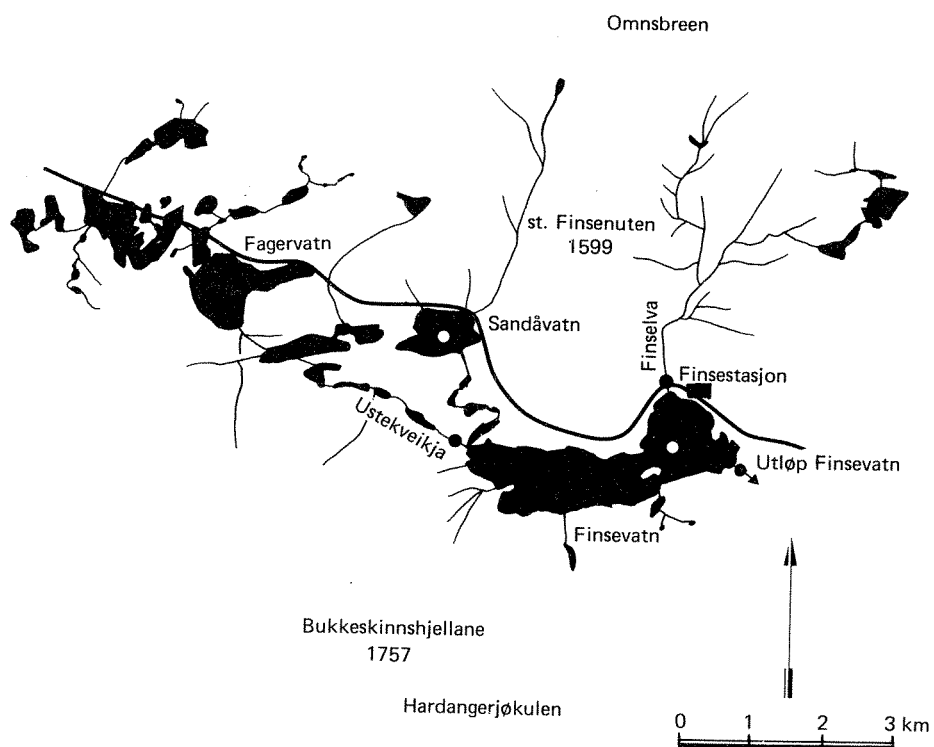 Omnsbreen
st. Finsenuten
1599
Fagervatn
Sandåvatn
Finselva
Finsestasjon
Ustekveikja
Utløp Finsevatn
Finsevatn
Bukkeskinnshjellane
1757
Hardangerjøkulen
0 1 2 3 km